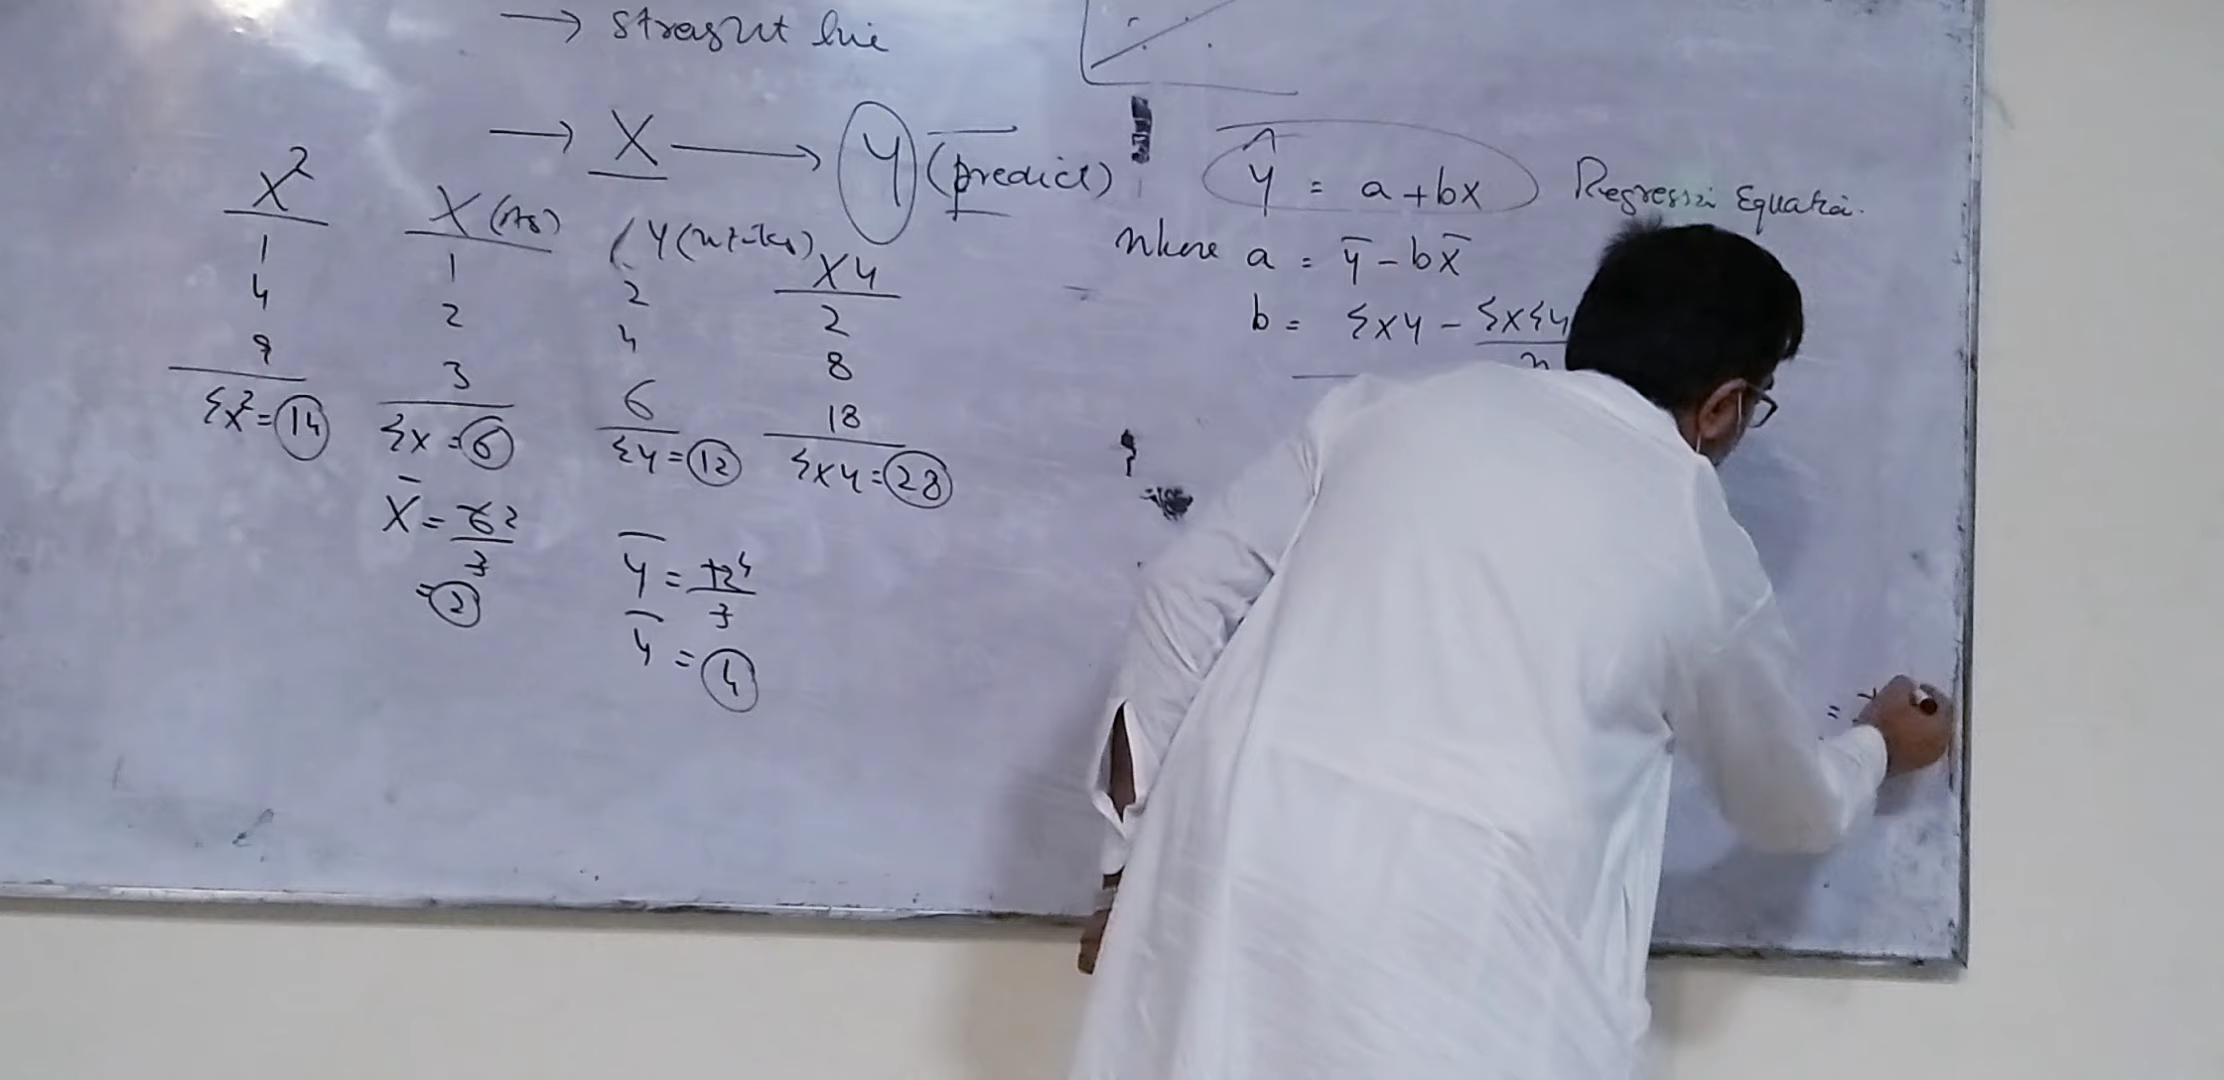 → straight line
→ X → Y (predict)
X²
1
4
9
Σx² = 14
X
1
2
3
Σx = 6
X̄ = 6 2
3
= 2
Y
2
4
6
Σy = 12
ȳ = 12 4
3
ȳ = 4
XY
2
8
18
Σxy = 28
ŷ = a + bx Regression Equation.
where a = ȳ - bx̄
b = Σxy - ΣxΣy
n
=